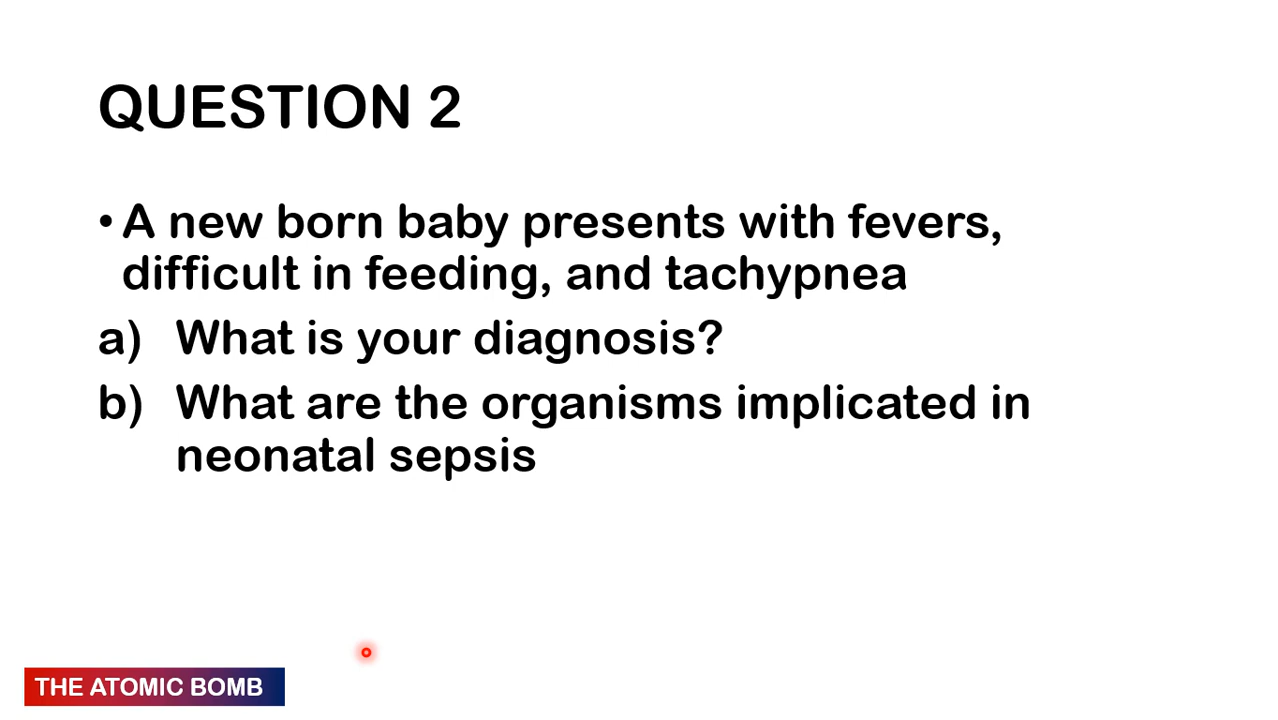 QUESTION 2
• A new born baby presents with fevers,
difficult in feeding, and tachypnea
a) What is your diagnosis?
b) What are the organisms implicated in
neonatal sepsis
THE ATOMIC BOMB